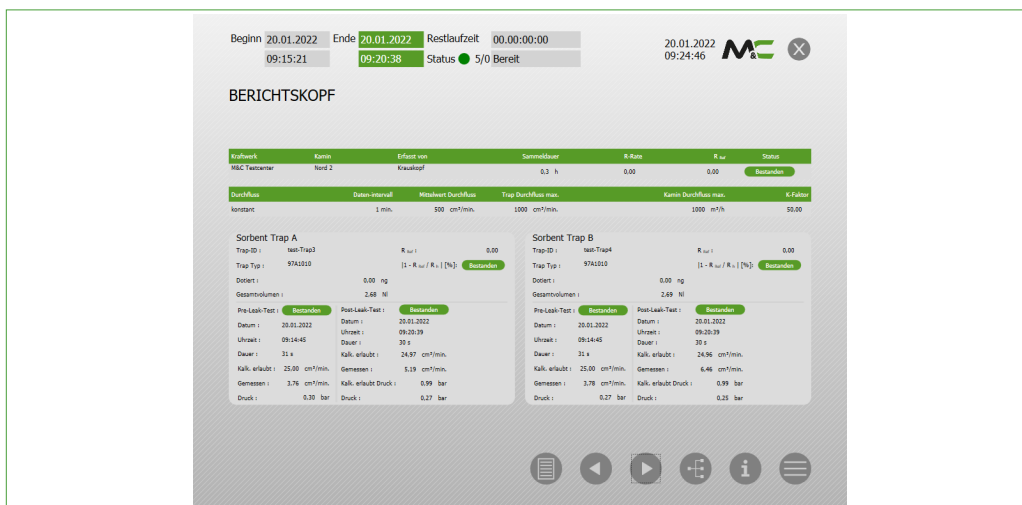 Beginn 20.01.2022 Ende 20.01.2022 Restlaufzeit 00.00:00:00
09:15:21 09:20:38 Status 5/0 Bereit
20.01.2022
09:24:46
M&C
X
BERICHTSKOPF
Kraftwerk Kamin Erfasst von Sammeldauer R-Rate R Ref Status
M&C Testcenter Nord 2 Krauskopf 0,3 h 0,00 0,00 Bestanden
Durchfluss Daten-intervall Mittelwert Durchfluss Trap Durchfluss max. Kamin Durchfluss max. K-Faktor
konstant 1 min. 500 cm³/min. 1000 cm³/min. 1000 m³/h 50,00
Sorbent Trap A
Trap-ID : test-Trap3 R Ref : 0,00
Trap Typ : 97A1010 |1 - R Ref / R h | [%]: Bestanden
Dotiert : 0,00 ng
Gesamtvolumen : 2,68 Nl
Pre-Leak-Test : Bestanden Post-Leak-Test : Bestanden
Datum : 20.01.2022 Datum : 20.01.2022
Uhrzeit : 09:14:45 Uhrzeit : 09:20:39
Dauer : 31 s Dauer : 30 s
Kalk. erlaubt : 25,00 cm³/min. Kalk. erlaubt : 24,97 cm³/min.
Gemessen : 3,76 cm³/min. Gemessen : 5,19 cm³/min.
Druck : 0,30 bar Kalk. erlaubt Druck : 0,99 bar
Druck : 0,27 bar
Sorbent Trap B
Trap-ID : test-Trap4 R Ref : 0,00
Trap Typ : 97A1010 |1 - R Ref / R h | [%]: Bestanden
Dotiert : 0,00 ng
Gesamtvolumen : 2,69 Nl
Pre-Leak-Test : Bestanden Post-Leak-Test : Bestanden
Datum : 20.01.2022 Datum : 20.01.2022
Uhrzeit : 09:14:45 Uhrzeit : 09:20:39
Dauer : 31 s Dauer : 30 s
Kalk. erlaubt : 25,00 cm³/min. Kalk. erlaubt : 24,96 cm³/min.
Gemessen : 3,78 cm³/min. Gemessen : 6,46 cm³/min.
Druck : 0,27 bar Kalk. erlaubt Druck : 0,99 bar
Druck : 0,25 bar
i